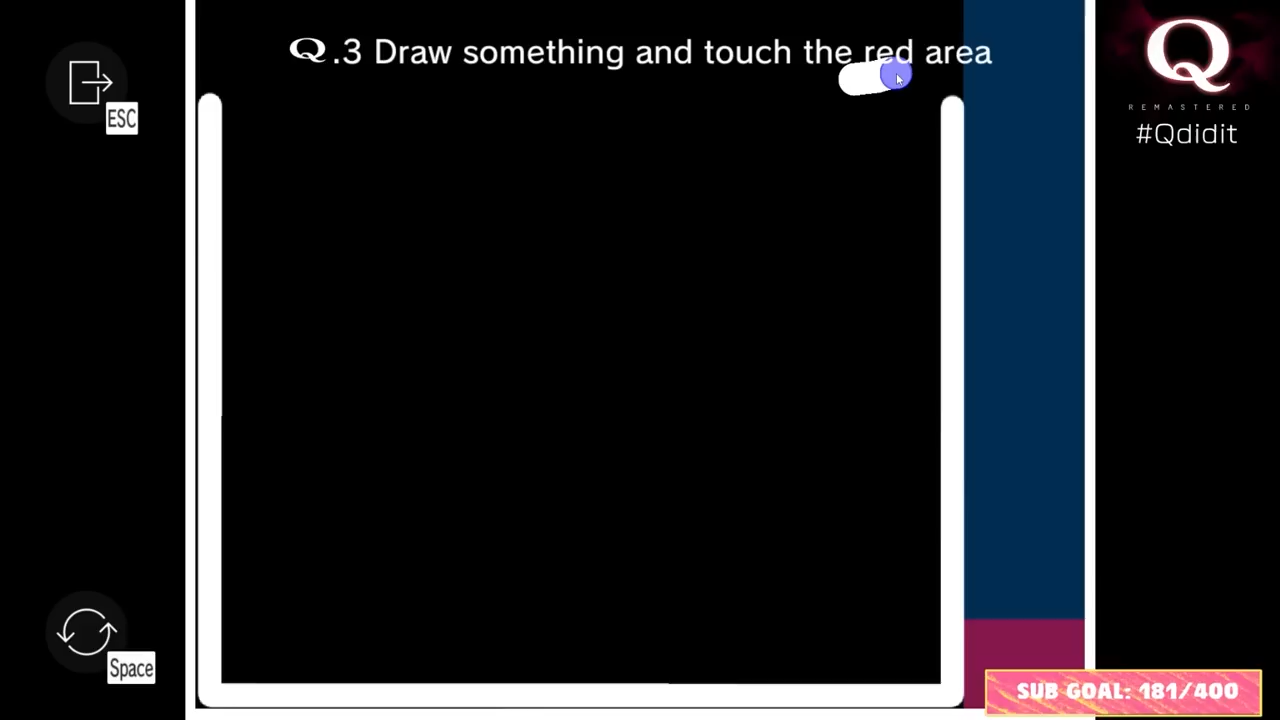 Q.3 Draw something and touch the red area
ESC
Q
REMASTERED
#Qdidit
Space
SUB GOAL: 181/400